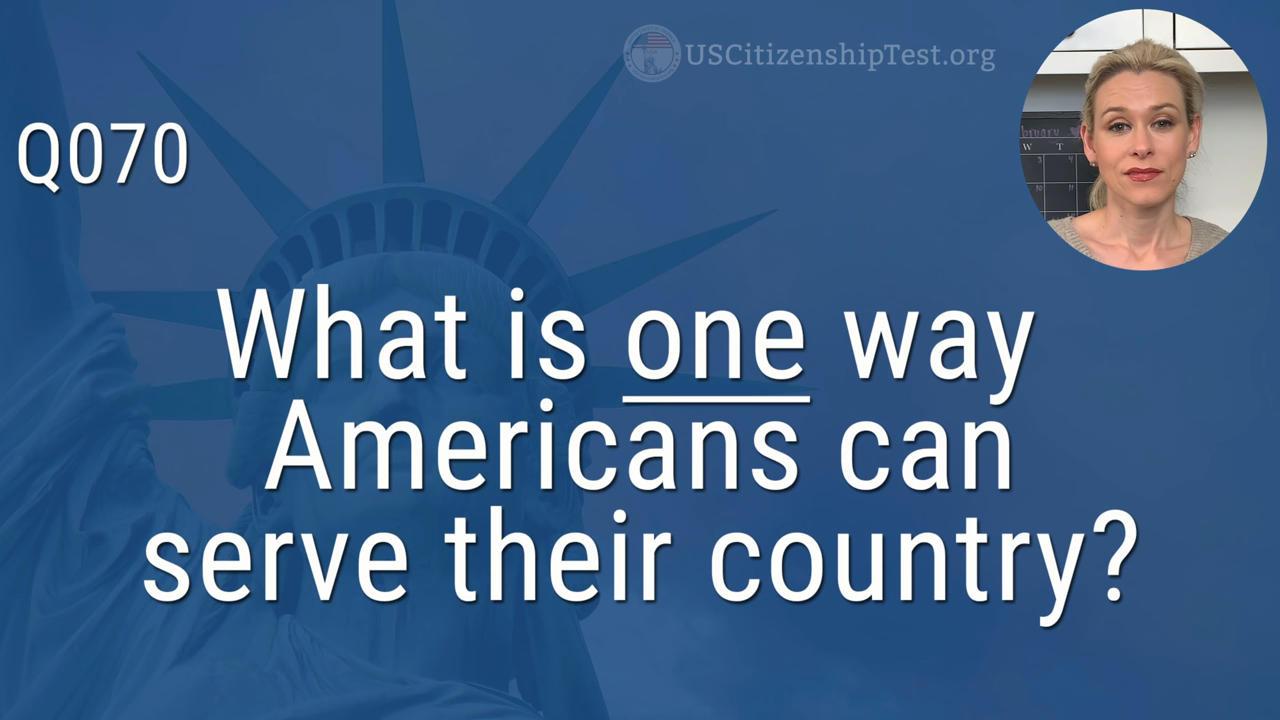 USCitizenshipTest.org
Q070
What is one way
Americans can
serve their country?